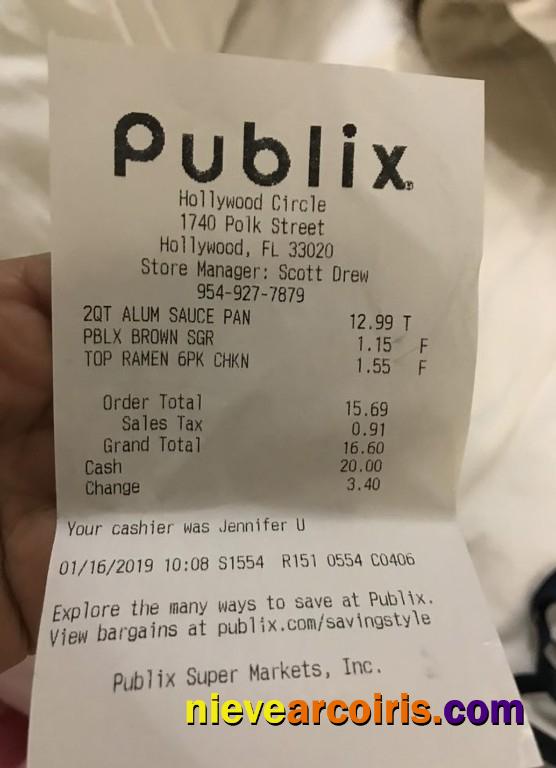 Publix.
Hollywood Circle
1740 Polk Street
Hollywood, FL 33020
Store Manager: Scott Drew
954-927-7879
2QT ALUM SAUCE PAN 12.99 T
PBLX BROWN SGR 1.15 F
TOP RAMEN 6PK CHKN 1.55 F
Order Total 15.69
Sales Tax 0.91
Grand Total 16.60
Cash 20.00
Change 3.40
Your cashier was Jennifer U
01/16/2019 10:08 S1554 R151 0554 C0406
Explore the many ways to save at Publix.
View bargains at publix.com/savingstyle
Publix Super Markets, Inc.
nievearcoiris.com